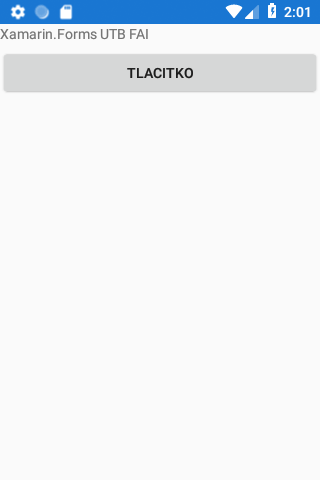 2:01
Xamarin.Forms UTB FAI
TLACITKO